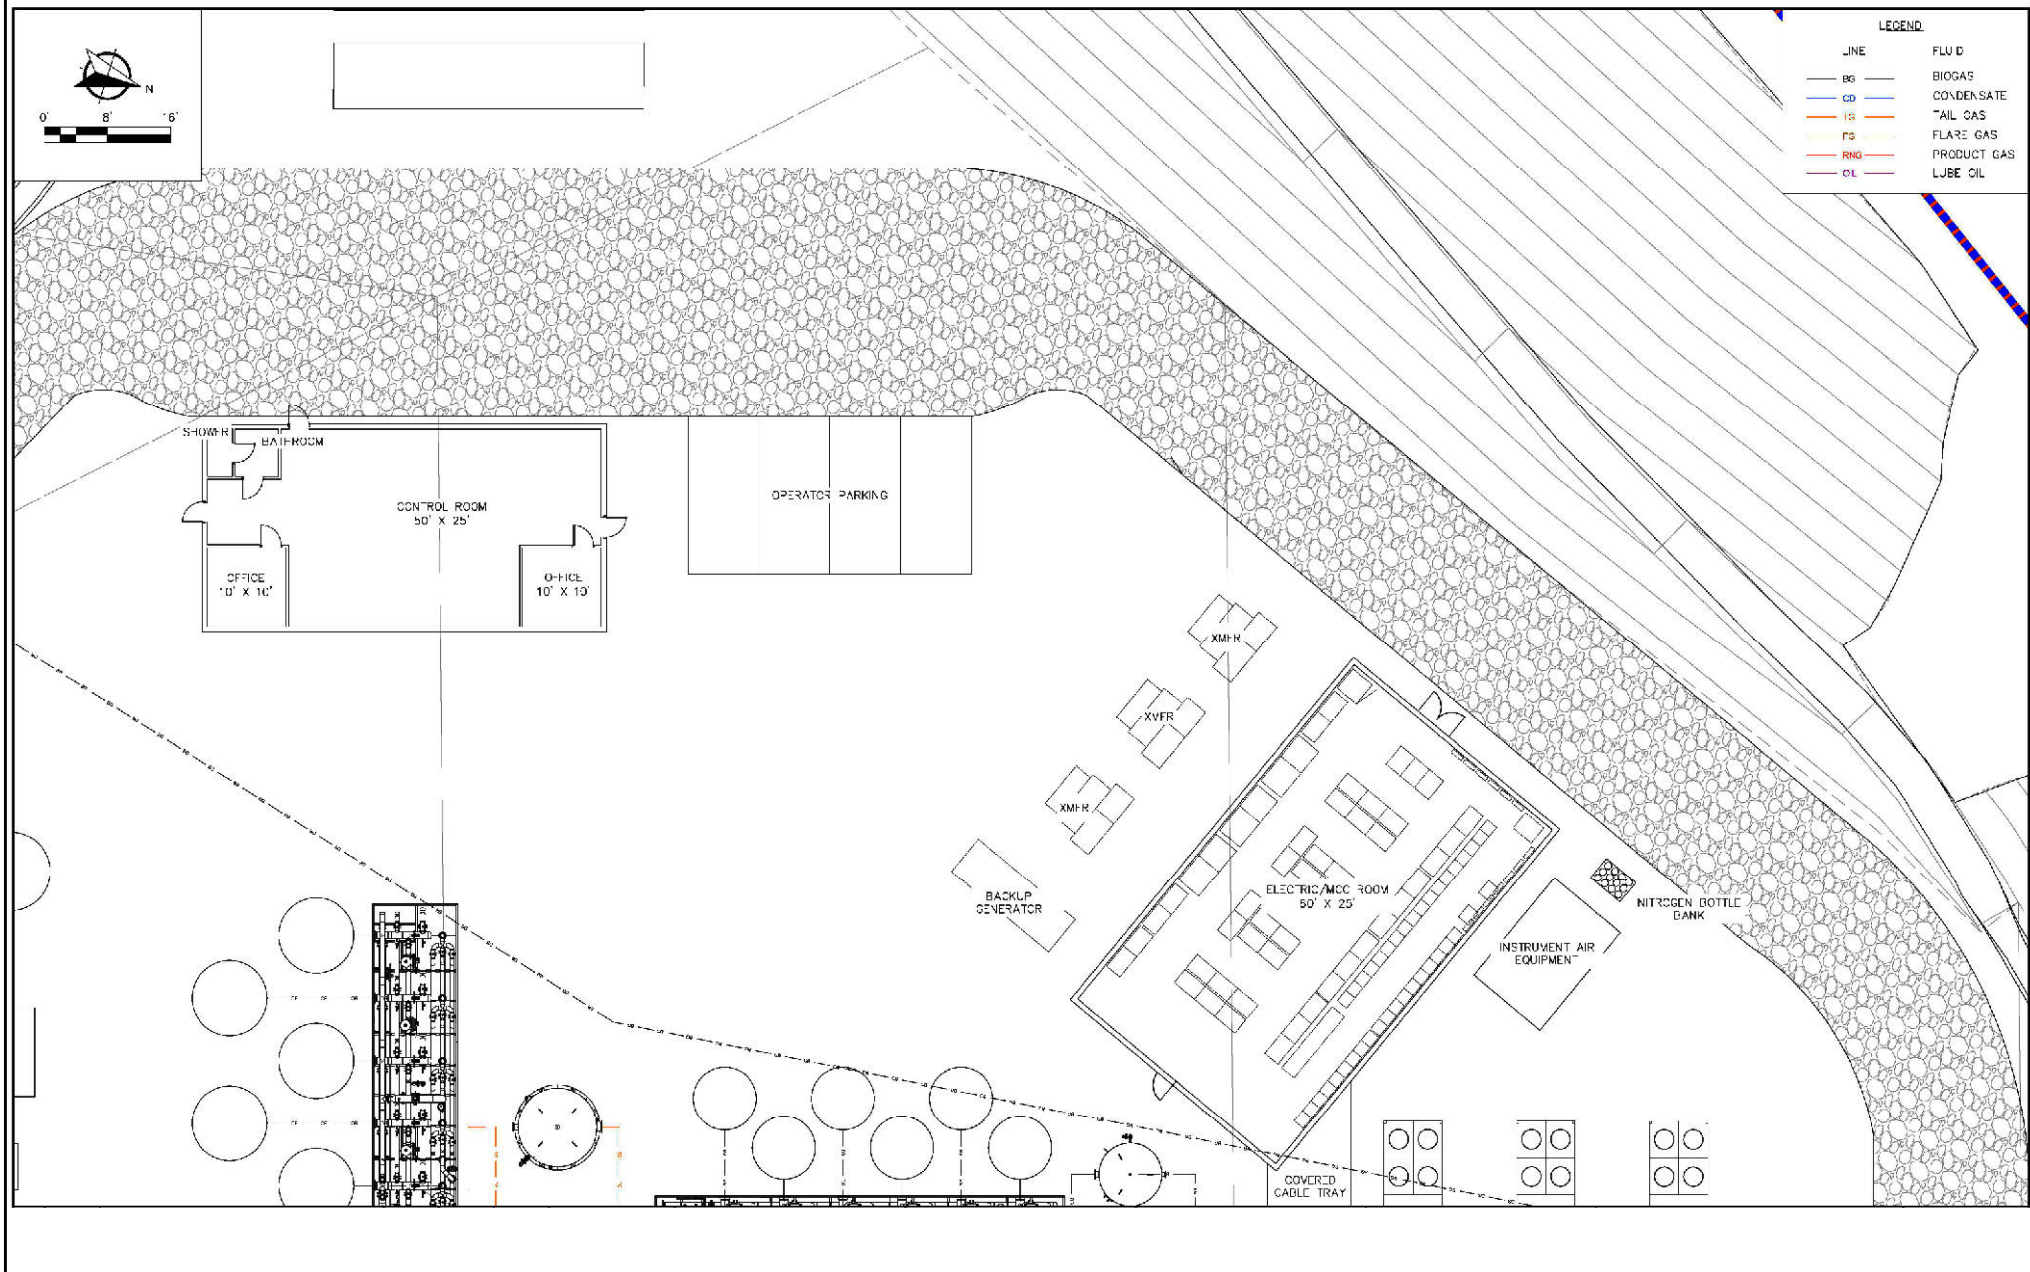 N
0' 8' 16'
LEGEND
LINE FLUID
BG BIOGAS
CD CONDENSATE
TG TAIL GAS
FG FLARE GAS
RNG PRODUCT GAS
OL LUBE OIL
SHOWER
BATHROOM
CONTROL ROOM
50' X 25'
OPERATOR PARKING
OFFICE
10' X 10'
OFFICE
10' X 10'
XMFR
XMFR
XMFR
BACKUP
GENERATOR
ELECTRIC/MCC ROOM
50' X 25'
NITROGEN BOTTLE
BANK
INSTRUMENT AIR
EQUIPMENT
COVERED
CABLE TRAY